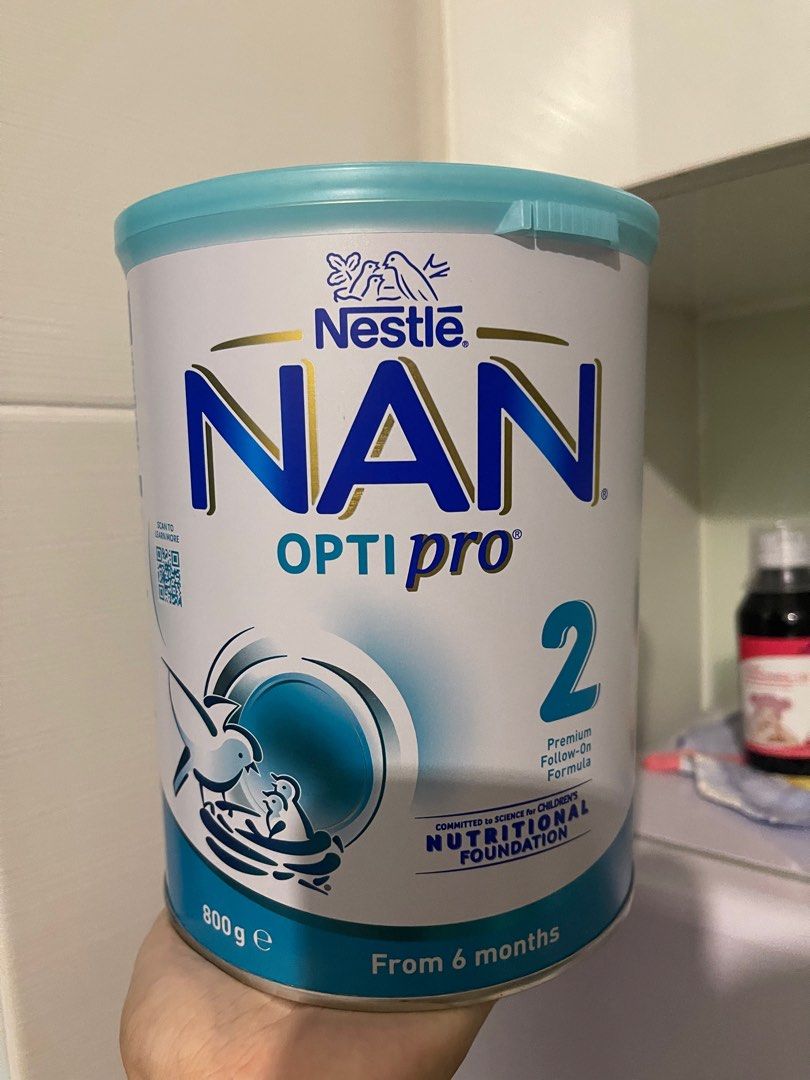 Nestlé®
NAN®
OPTIpro®
SCAN TO
LEARN MORE
2
Premium
Follow-On
Formula
COMMITTED to SCIENCE for CHILDREN'S
NUTRITIONAL
FOUNDATION
800g e
From 6 months